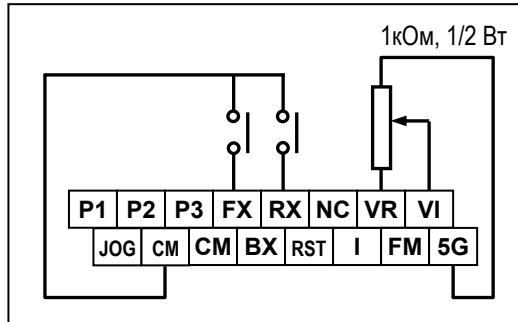 1кОм, 1/2 Вт
P1 P2 P3 FX RX NC VR VI
JOG CM CM BX RST I FM 5G